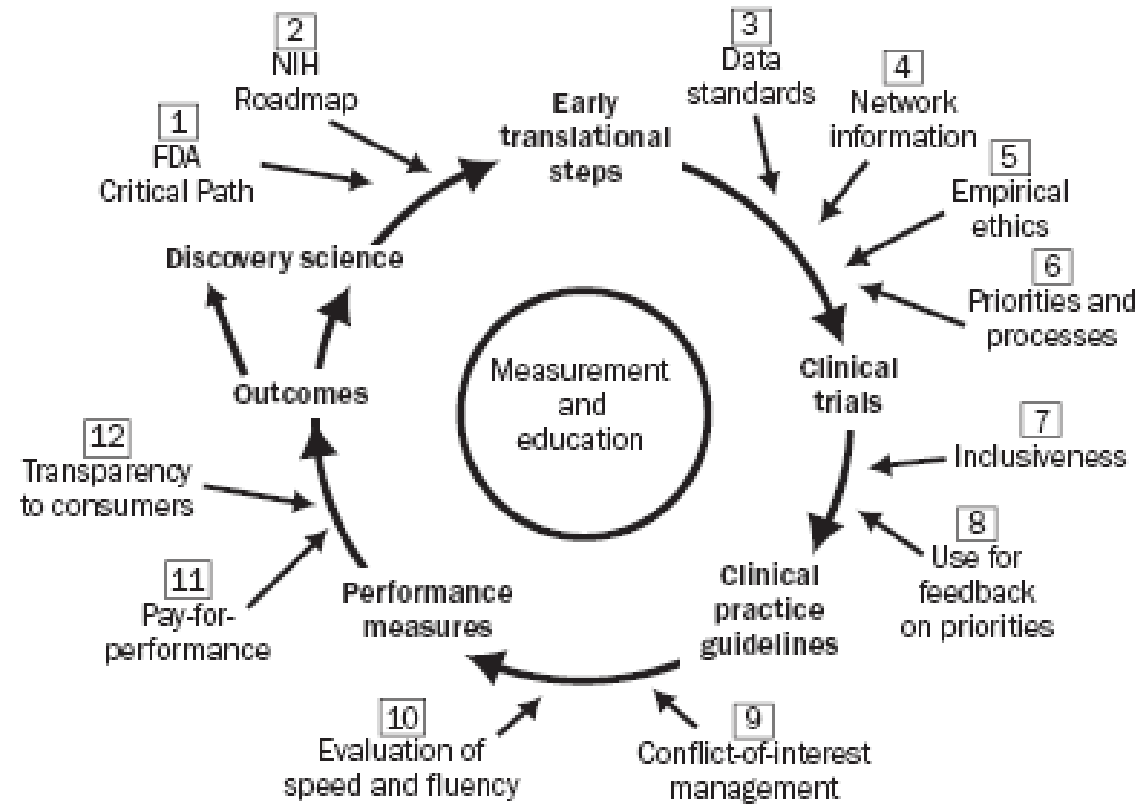 1
FDA
Critical Path
2
NIH
Roadmap
Early
translational
steps
3
Data
standards
4
Network
information
5
Empirical
ethics
6
Priorities and
processes
Clinical
trials
7
Inclusiveness
8
Use for
feedback
on priorities
Clinical
practice
guidelines
9
Conflict-of-interest
management
10
Evaluation of
speed and fluency
Performance
measures
11
Pay-for-
performance
12
Transparency
to consumers
Outcomes
Discovery science
Measurement
and
education